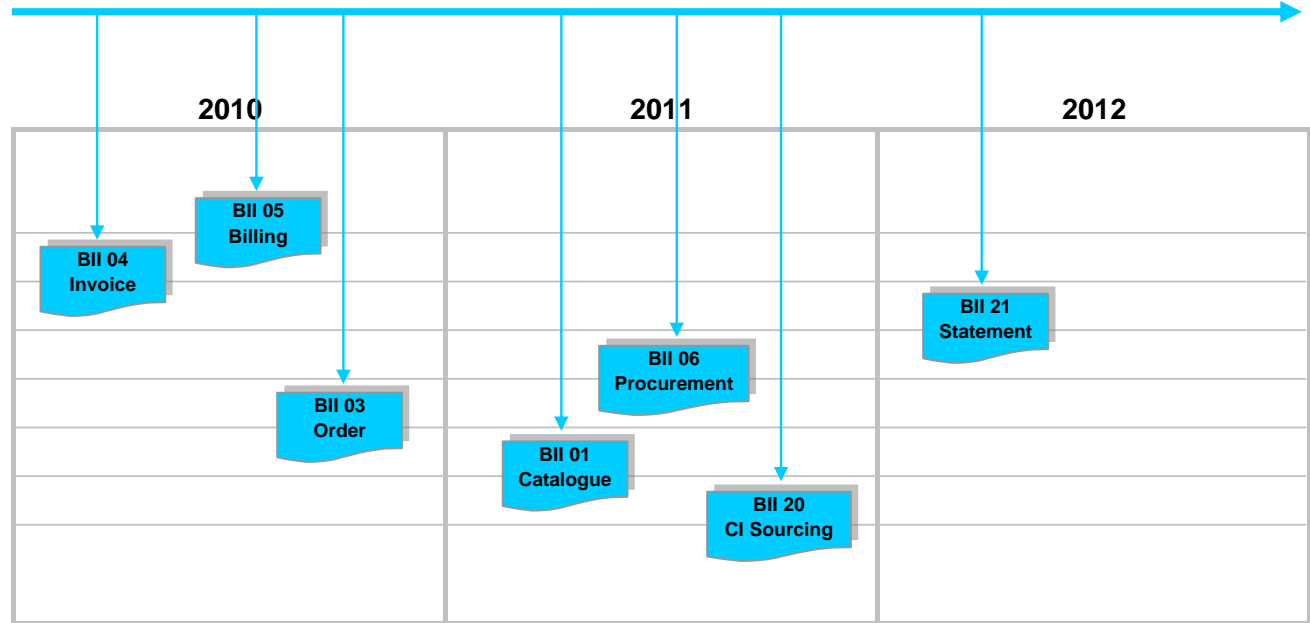 2010
2011
2012
BII 05
Billing
BII 04
Invoice
BII 21
Statement
BII 06
Procurement
BII 03
Order
BII 01
Catalogue
BII 20
CI Sourcing